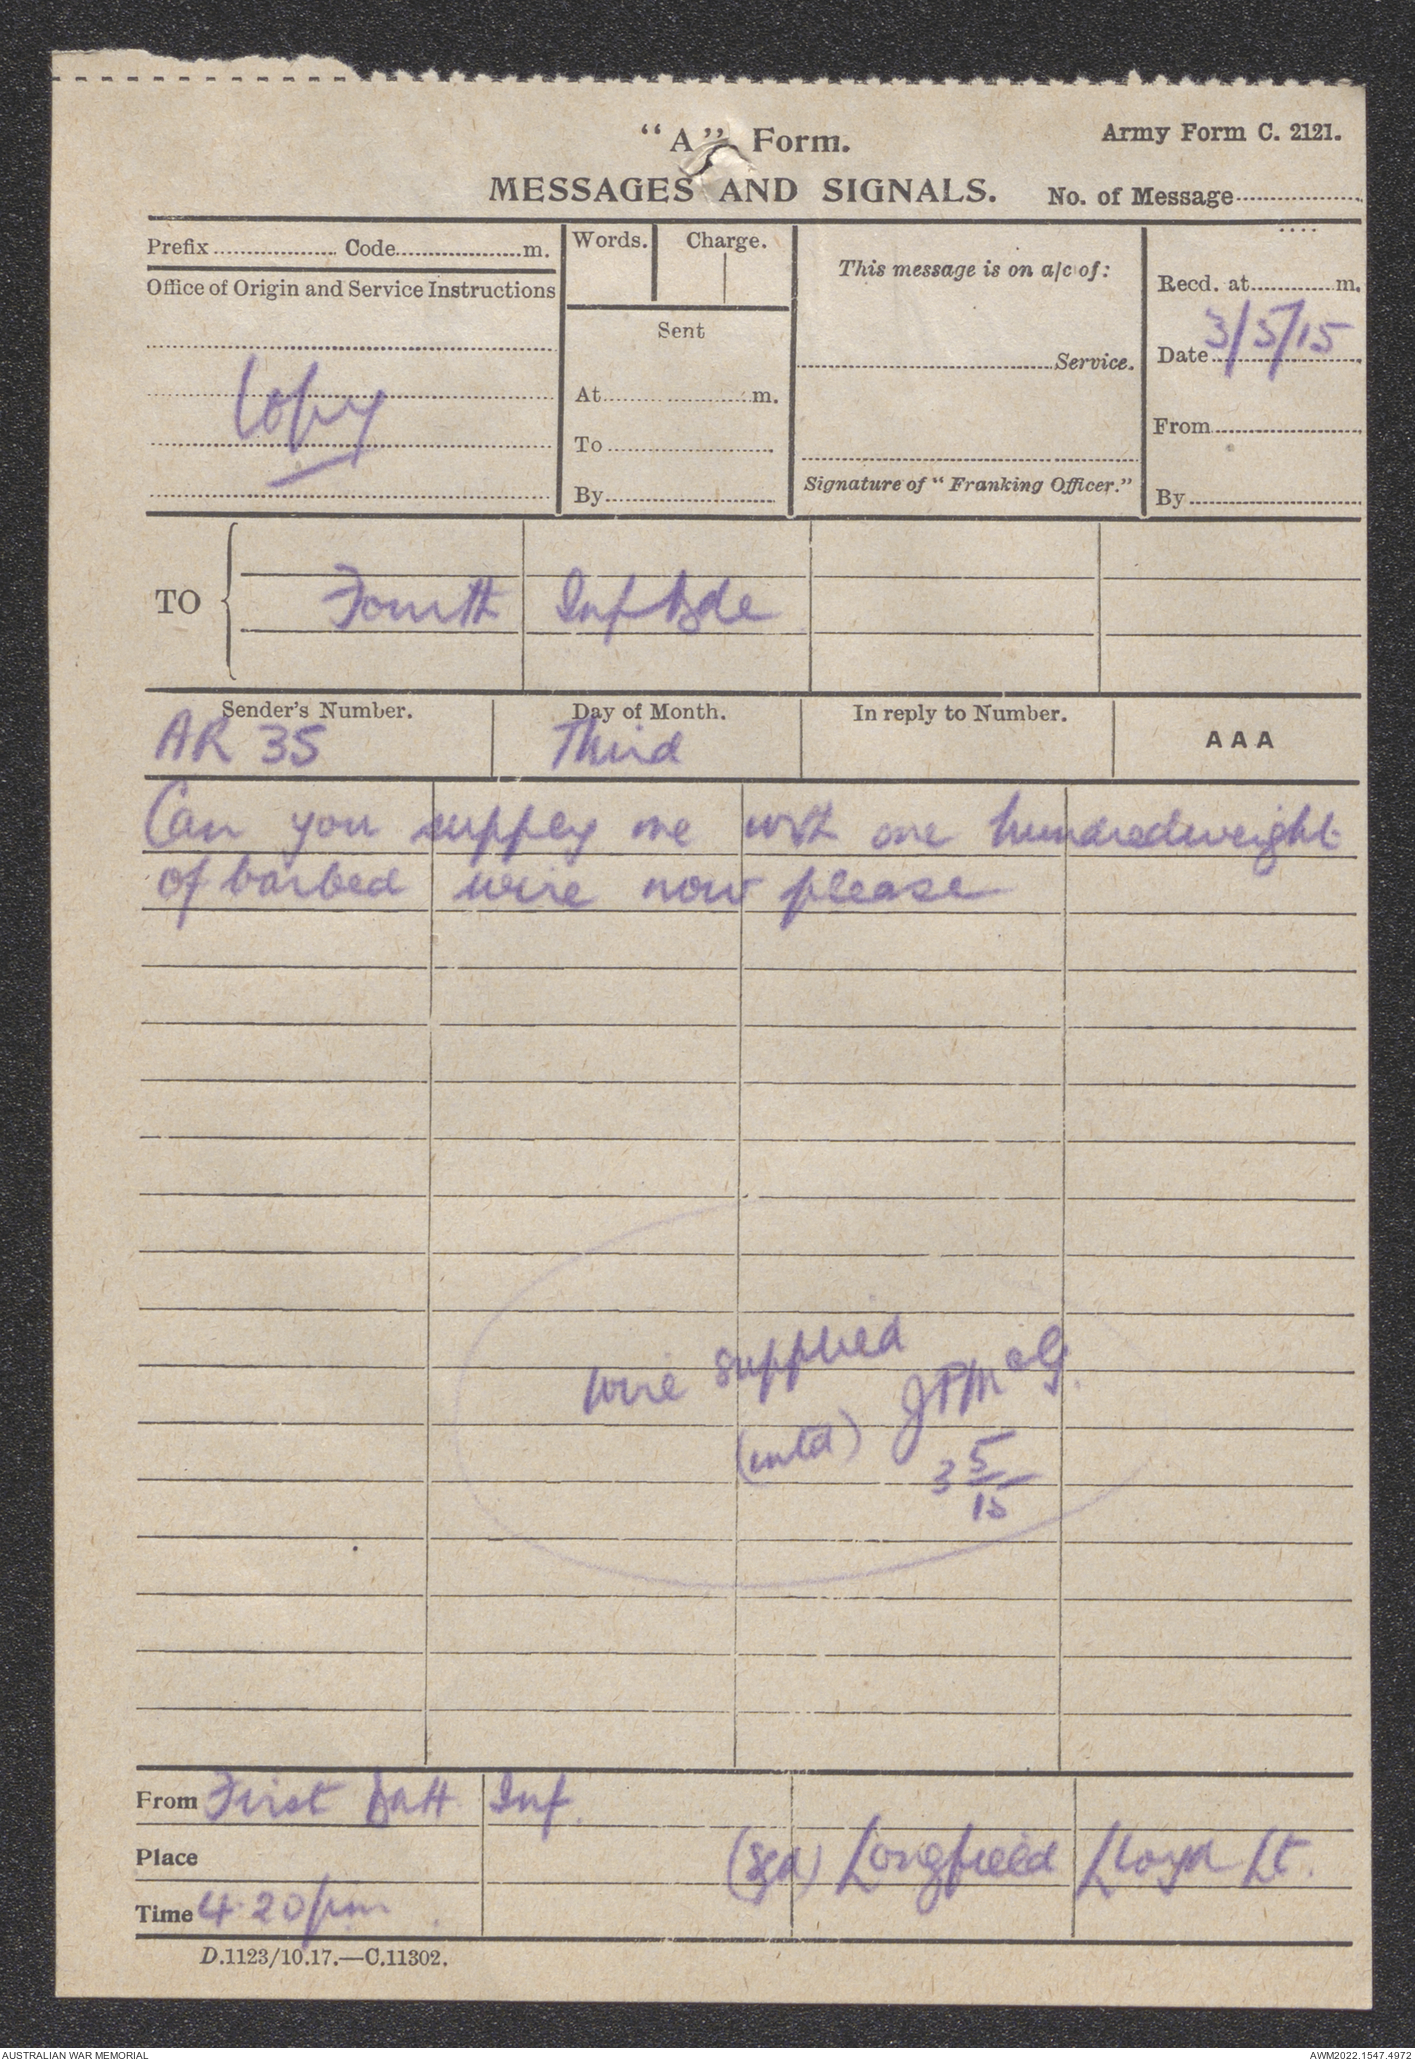 "A" Form.
Army Form C. 2121.
MESSAGES AND SIGNALS.
No. of Message
Prefix Code m.
Words. Charge.
This message is on a/c of:
Recd. at m.
Office of Origin and Service Instructions
Sent
3/5/15
Date
Service.
Copy
At m.
To
From
Signature of "Franking Officer."
By
By
TO
Fourth Inf Bde
Sender's Number.
Day of Month.
In reply to Number.
AAA
AR 35
Third
Can you supply me with one hundredweight
of barbed wire now please
Wire supplied
(intd) JPMcG.
3 5/15
From First Batt Inf.
Place
(Sgd) Longfield Lloyd Lt.
Time 4.20pm
D.1123/10.17.—C.11302.
AUSTRALIAN WAR MEMORIAL
AWM2022.1547.4972